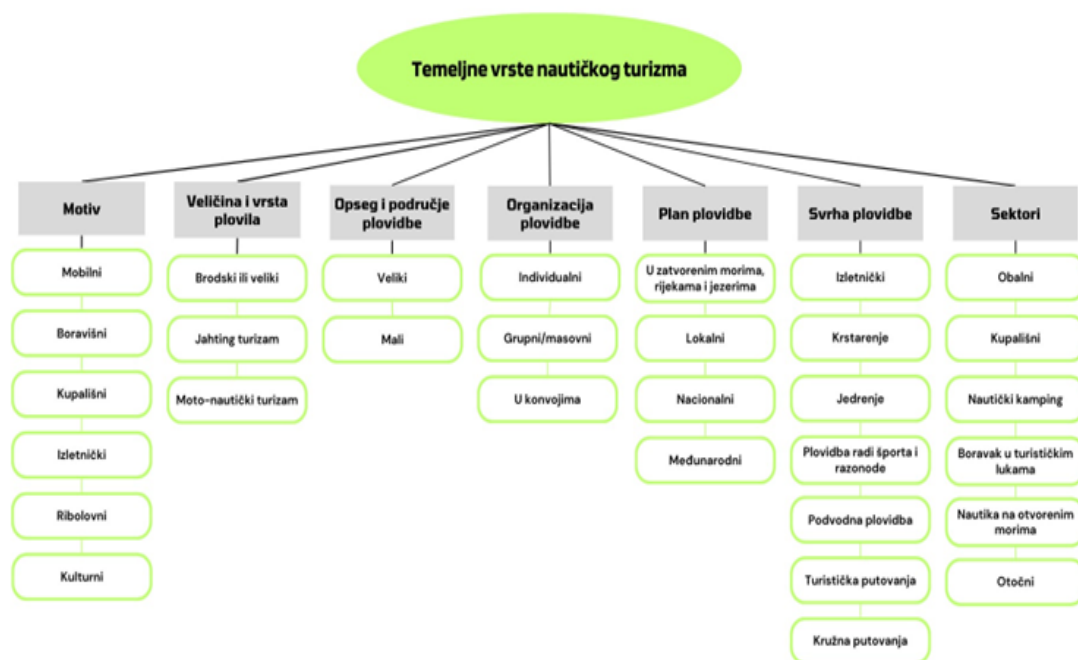 Temeljne vrste nautičkog turizma
Motiv
Mobilni
Boravišni
Kupališni
Izletnički
Ribolovni
Kulturni
Veličina i vrsta
plovila
Brodski ili veliki
Jahting turizam
Moto-nautički turizam
Opseg i područje
plovidbe
Veliki
Mali
Organizacija
plovidbe
Individualni
Grupni/masovni
U konvojima
Plan plovidbe
U zatvorenim morima,
rijekama i jezerima
Lokalni
Nacionalni
Međunarodni
Svrha plovidbe
Izletnički
Krstarenje
Jedrenje
Plovidba radi športa i
razonode
Podvodna plovidba
Turistička putovanja
Kružna putovanja
Sektori
Obalni
Kupališni
Nautički kamping
Boravak u turističkim
lukama
Nautika na otvorenim
morima
Otočni